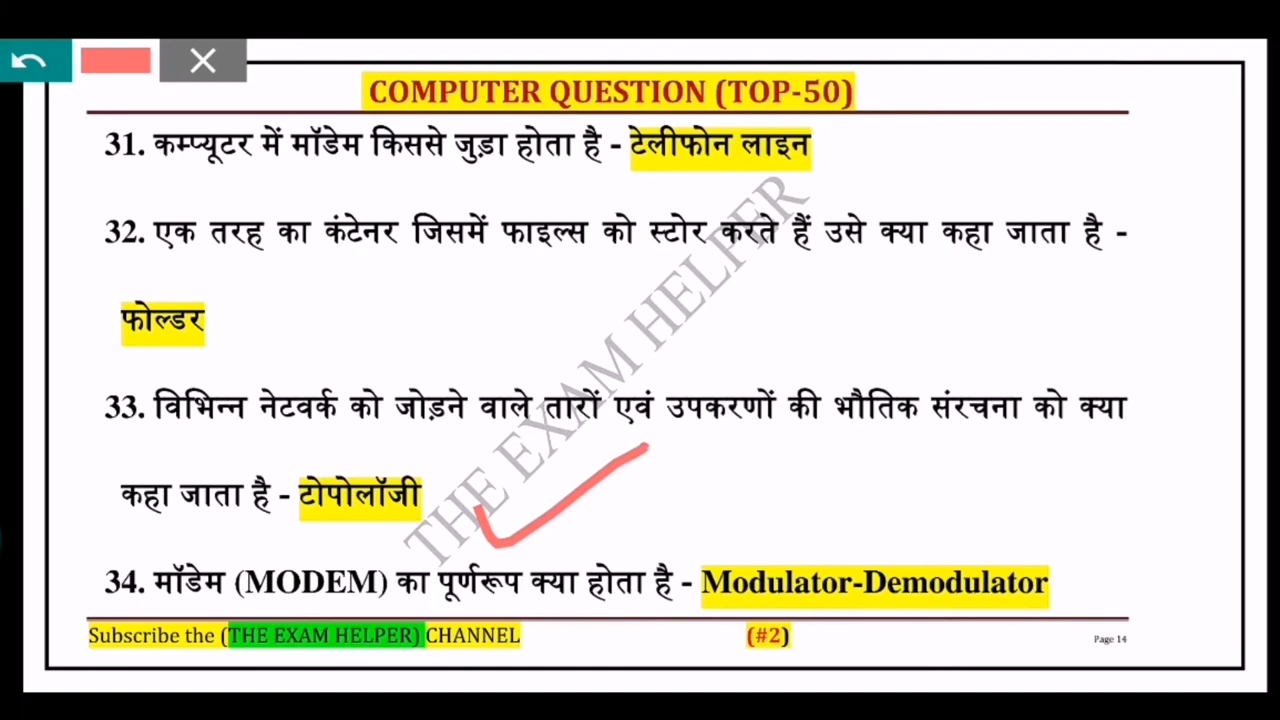 COMPUTER QUESTION (TOP-50)
31. कम्प्यूटर में मॉडेम किससे जुड़ा होता है - टेलीफोन लाइन
32. एक तरह का कंटेनर जिसमें फाइल्स को स्टोर करते हैं उसे क्या कहा जाता है -
फोल्डर
33. विभिन्न नेटवर्क को जोड़ने वाले तारों एवं उपकरणों की भौतिक संरचना को क्या
कहा जाता है - टोपोलॉजी
34. मॉडेम (MODEM) का पूर्णरूप क्या होता है - Modulator-Demodulator
THE EXAM HELPER
Subscribe the (THE EXAM HELPER) CHANNEL (#2) Page 14